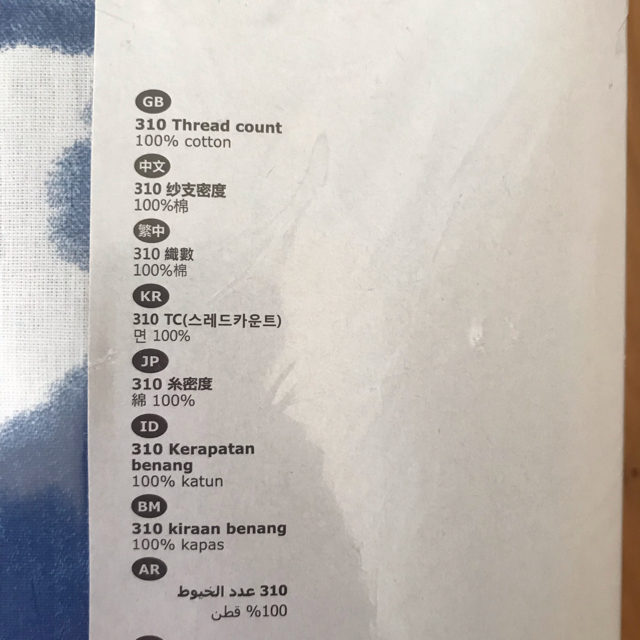 GB
310 Thread count
100% cotton
中文
310 纱支密度
100%棉
繁中
310 織數
100%棉
KR
310 TC(스레드카운트)
면 100%
JP
310 糸密度
綿 100%
ID
310 Kerapatan
benang
100% katun
BM
310 kiraan benang
100% kapas
AR
310 عدد الخيوط
100% قطن